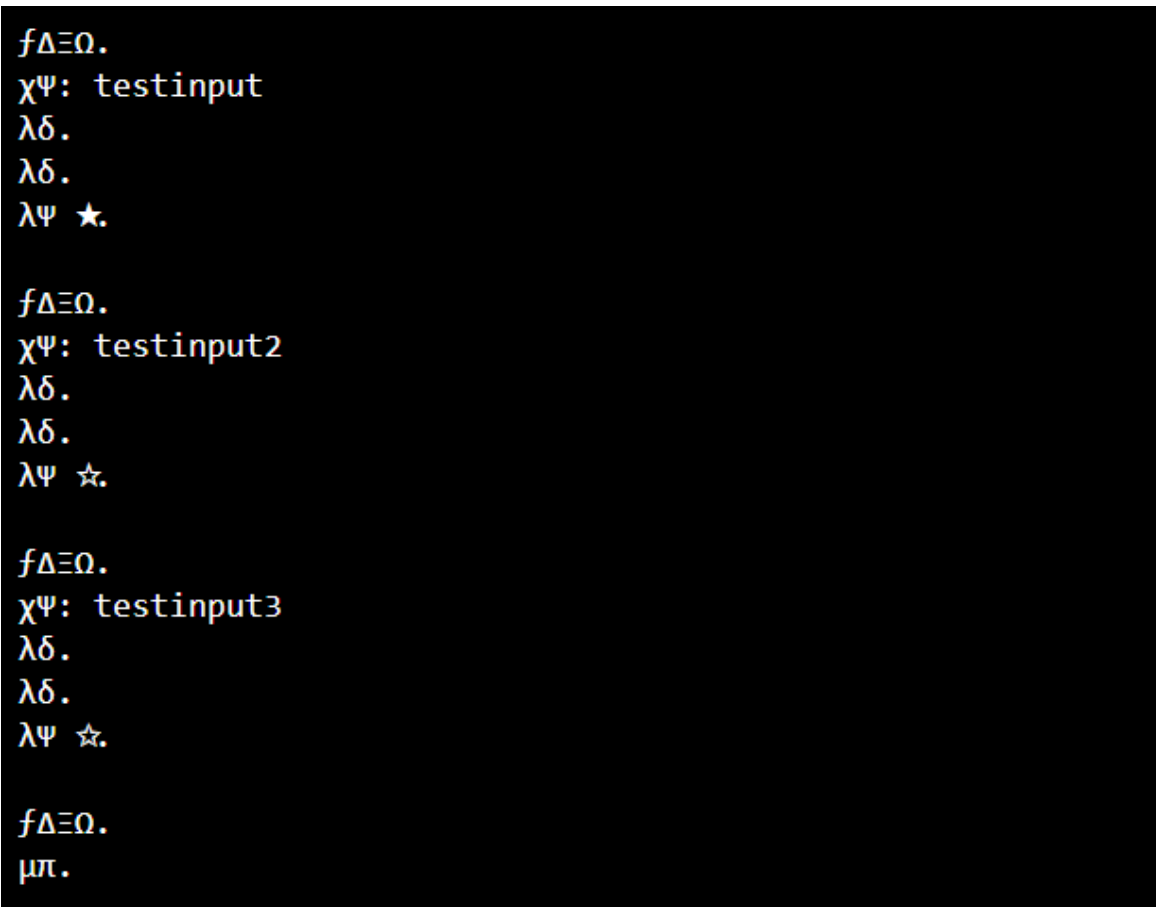 ƒΔΞΩ.
χΨ: testinput
λδ.
λδ.
λΨ ★.
ƒΔΞΩ.
χΨ: testinput2
λδ.
λδ.
λΨ ☆.
ƒΔΞΩ.
χΨ: testinput3
λδ.
λδ.
λΨ ☆.
ƒΔΞΩ.
μπ.